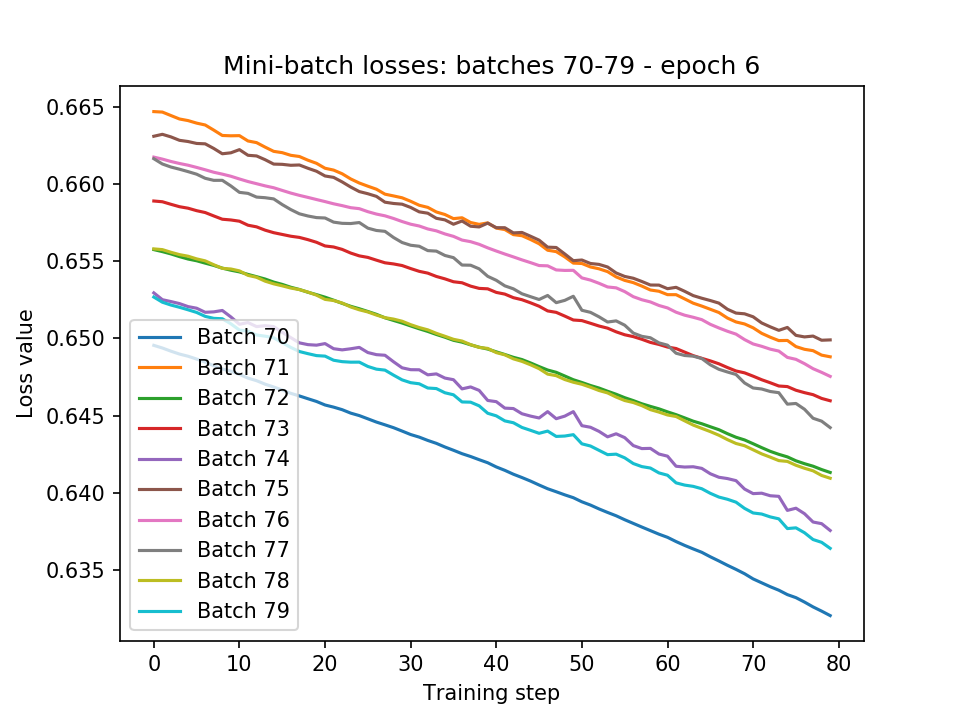 Mini-batch losses: batches 70-79 - epoch 6
Loss value
0.665
0.660
0.655
0.650
0.645
0.640
0.635
Batch 70
Batch 71
Batch 72
Batch 73
Batch 74
Batch 75
Batch 76
Batch 77
Batch 78
Batch 79
0 10 20 30 40 50 60 70 80
Training step